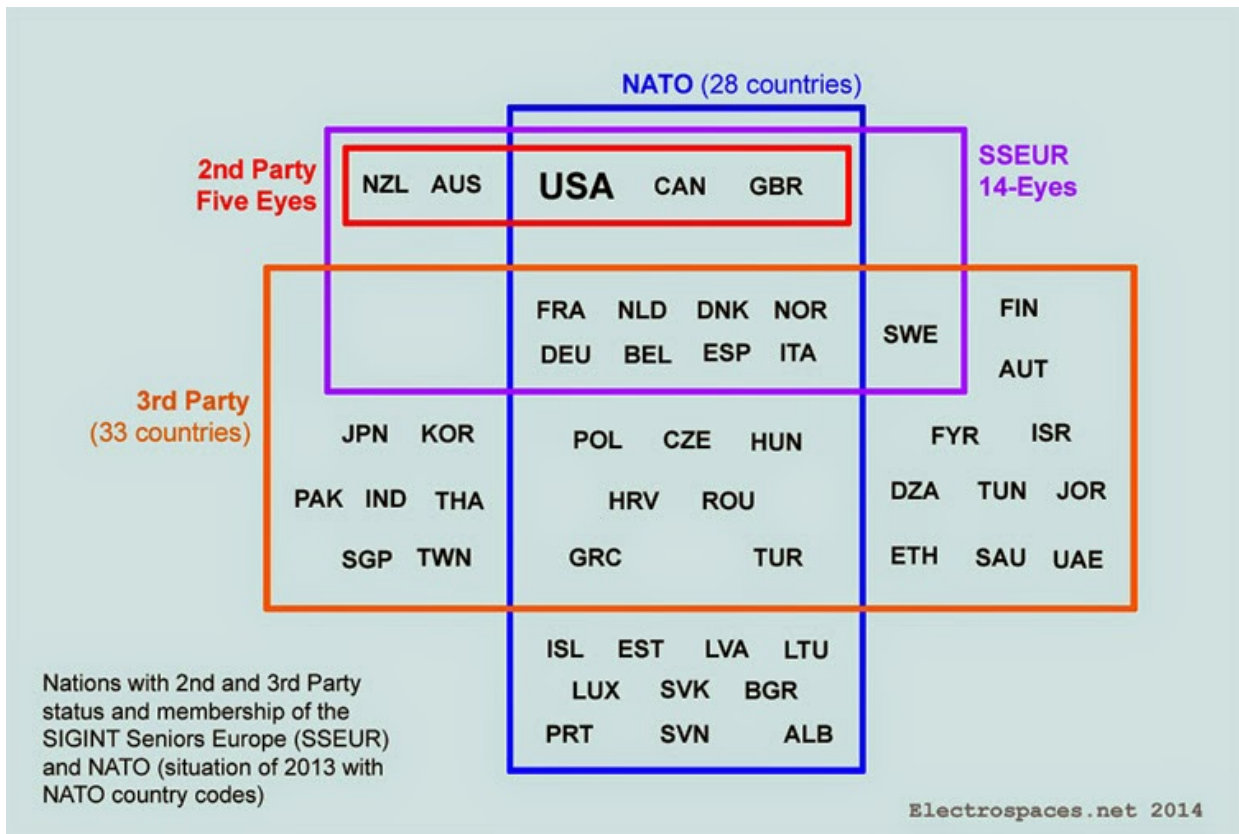 NATO (28 countries)
2nd Party
Five Eyes
NZL AUS USA CAN GBR
SSEUR
14-Eyes
FRA NLD DNK NOR
DEU BEL ESP ITA
SWE
FIN
AUT
3rd Party
(33 countries)
JPN KOR
PAK IND THA
SGP TWN
POL CZE HUN
HRV ROU
GRC TUR
FYR ISR
DZA TUN JOR
ETH SAU UAE
ISL EST LVA LTU
LUX SVK BGR
PRT SVN ALB
Nations with 2nd and 3rd Party
status and membership of the
SIGINT Seniors Europe (SSEUR)
and NATO (situation of 2013 with
NATO country codes)
Electrospaces.net 2014